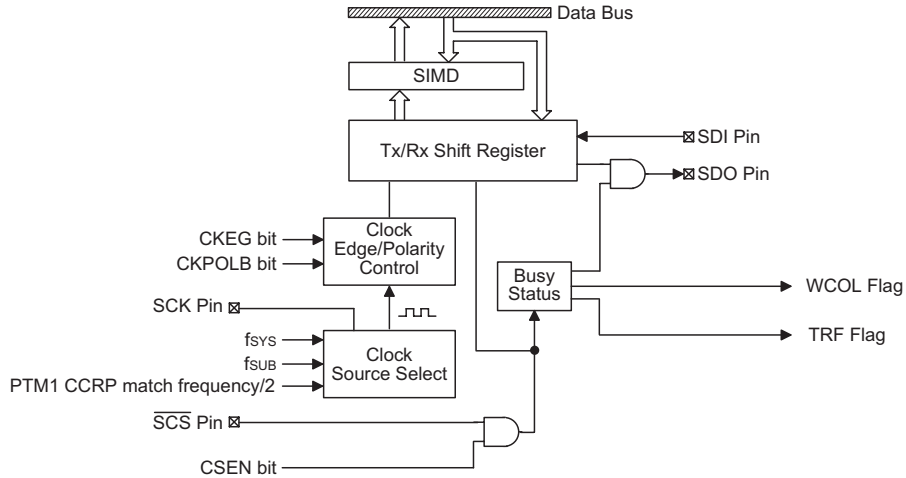 Data Bus
SIMD
Tx/Rx Shift Register
SDI Pin
SDO Pin
CKEG bit
CKPOLB bit
Clock
Edge/Polarity
Control
Busy
Status
WCOL Flag
TRF Flag
SCK Pin
fSYS
fSUB
PTM1 CCRP match frequency/2
Clock
Source Select
SCS Pin
CSEN bit